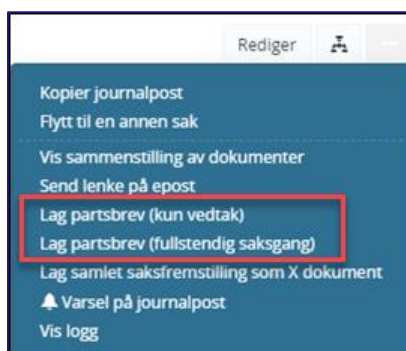 Rediger
Kopier journalpost
Flytt til en annen sak
Vis sammenstilling av dokumenter
Send lenke på epost
Lag partsbrev (kun vedtak)
Lag partsbrev (fullstendig saksgang)
Lag samlet saksfremstilling som X dokument
Varsel på journalpost
Vis logg